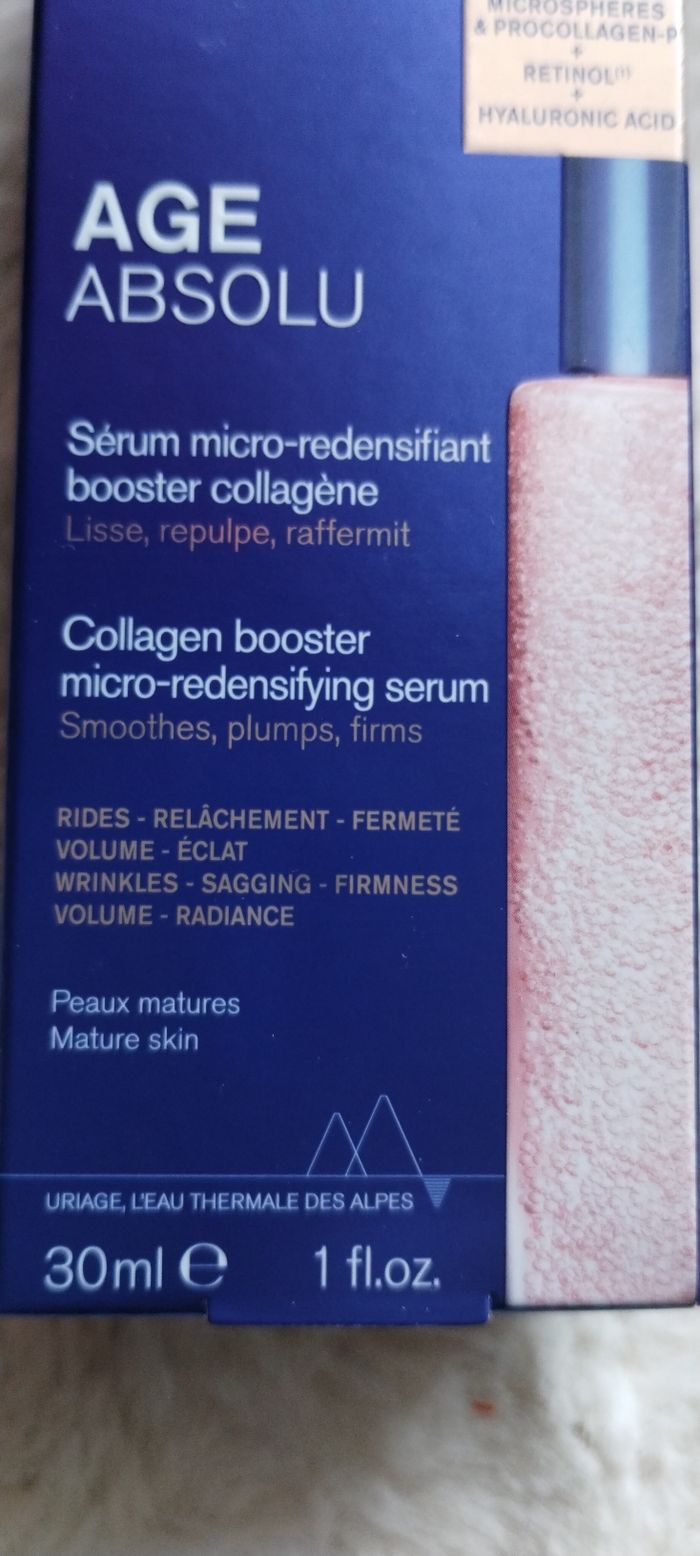 MICROSPHERES
& PROCOLLAGEN-P
+
RETINOL(1)
+
HYALURONIC ACID
AGE
ABSOLU
Sérum micro-redensifiant
booster collagène
Lisse, repulpe, raffermit
Collagen booster
micro-redensifying serum
Smoothes, plumps, firms
RIDES - RELÂCHEMENT - FERMETÉ
VOLUME - ÉCLAT
WRINKLES - SAGGING - FIRMNESS
VOLUME - RADIANCE
Peaux matures
Mature skin
URIAGE, L'EAU THERMALE DES ALPES
30ml e 1 fl.oz.